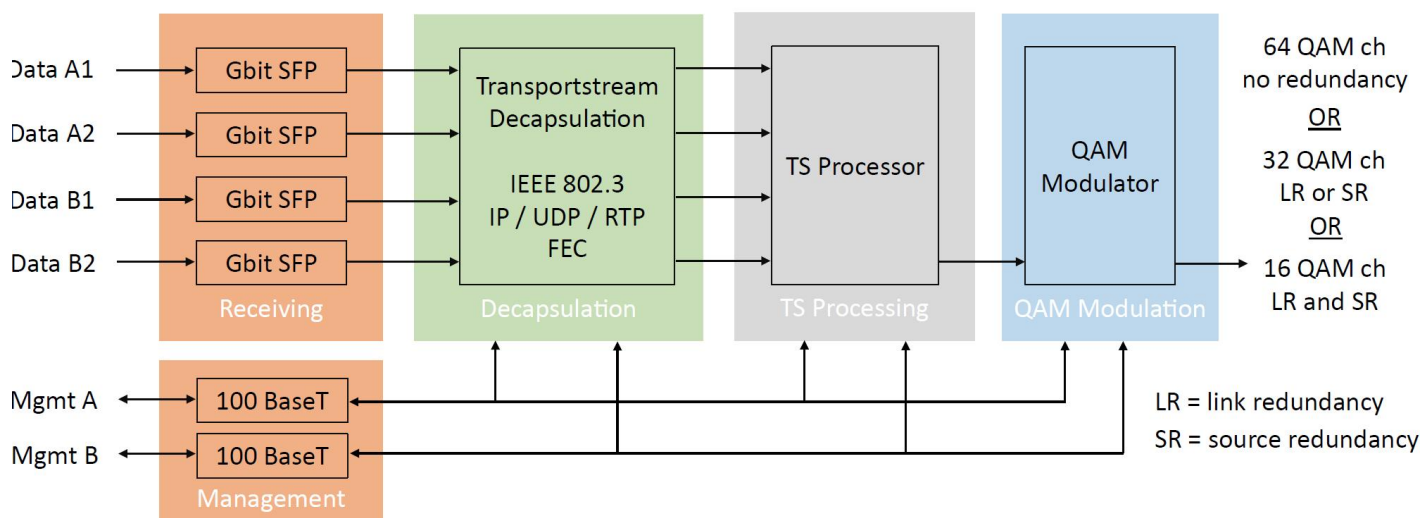 Data A1
Data A2
Data B1
Data B2
Gbit SFP
Gbit SFP
Gbit SFP
Gbit SFP
Receiving
Transportstream
Decapsulation
IEEE 802.3
IP / UDP / RTP
FEC
Decapsulation
TS Processor
TS Processing
QAM
Modulator
QAM Modulation
64 QAM ch
no redundancy
OR
32 QAM ch
LR or SR
OR
16 QAM ch
LR and SR
Mgmt A
Mgmt B
100 BaseT
100 BaseT
Management
LR = link redundancy
SR = source redundancy